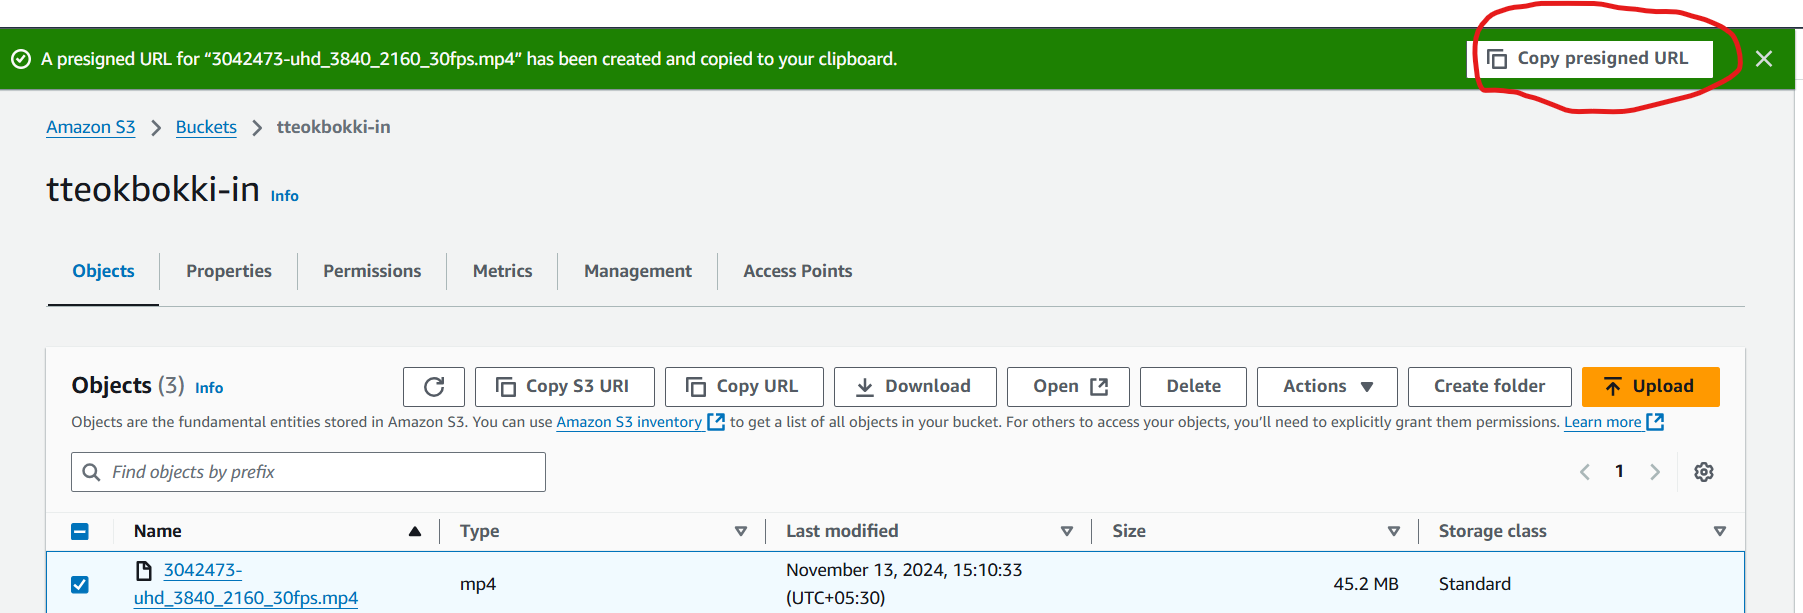 A presigned URL for “3042473-uhd_3840_2160_30fps.mp4” has been created and copied to your clipboard.
Copy presigned URL
Amazon S3 > Buckets > tteokbokki-in
tteokbokki-in Info
Objects Properties Permissions Metrics Management Access Points
Objects (3) Info Copy S3 URI Copy URL Download Open Delete Actions Create folder Upload
Objects are the fundamental entities stored in Amazon S3. You can use Amazon S3 inventory to get a list of all objects in your bucket. For others to access your objects, you’ll need to explicitly grant them permissions. Learn more
Find objects by prefix
1
Name Type Last modified Size Storage class
3042473-
uhd_3840_2160_30fps.mp4
mp4
November 13, 2024, 15:10:33
(UTC+05:30)
45.2 MB
Standard